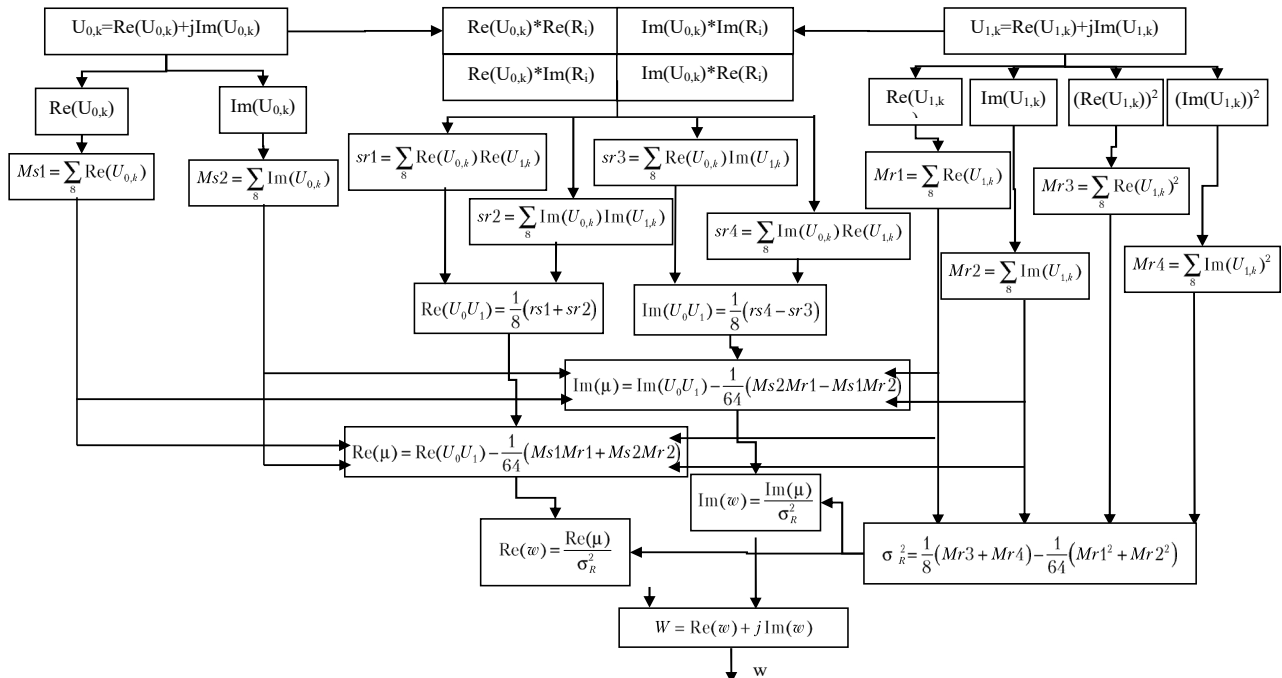 U₀,ₖ=Re(U₀,ₖ)+jIm(U₀,ₖ)
Re(U₀,ₖ)*Re(Rᵢ) Im(U₀,ₖ)*Im(Rᵢ)
U₁,ₖ=Re(U₁,ₖ)+jIm(U₁,ₖ)
Re(U₀,ₖ)*Im(Rᵢ) Im(U₀,ₖ)*Re(Rᵢ)
Re(U₀,ₖ)
Im(U₀,ₖ)
Re(U₁,ₖ
Im(U₁,ₖ)
(Re(U₁,ₖ))²
(Im(U₁,ₖ))²
Ms1=∑₈ Re(U₀,ₖ)
Ms2=∑₈ Im(U₀,ₖ)
sr1=∑₈ Re(U₀,ₖ)Re(U₁,ₖ)
sr3=∑₈ Re(U₀,ₖ)Im(U₁,ₖ)
Mr1=∑₈ Re(U₁,ₖ)
Mr3=∑₈ Re(U₁,ₖ)²
sr2=∑₈ Im(U₀,ₖ)Im(U₁,ₖ)
sr4=∑₈ Im(U₀,ₖ)Re(U₁,ₖ)
Mr2=∑₈ Im(U₁,ₖ)
Mr4=∑₈ Im(U₁,ₖ)²
Re(U₀U₁)=1/8(rs1+sr2)
Im(U₀U₁)=1/8(rs4−sr3)
Im(μ)=Im(U₀U₁)−1/64(Ms2Mr1−Ms1Mr2)
Re(μ)=Re(U₀U₁)−1/64(Ms1Mr1+Ms2Mr2)
Im(w)=Im(μ)/σ_R²
Re(w)=Re(μ)/σ_R²
σ_R²=1/8(Mr3+Mr4)−1/64(Mr1²+Mr2²)
W=Re(w)+jIm(w)
w